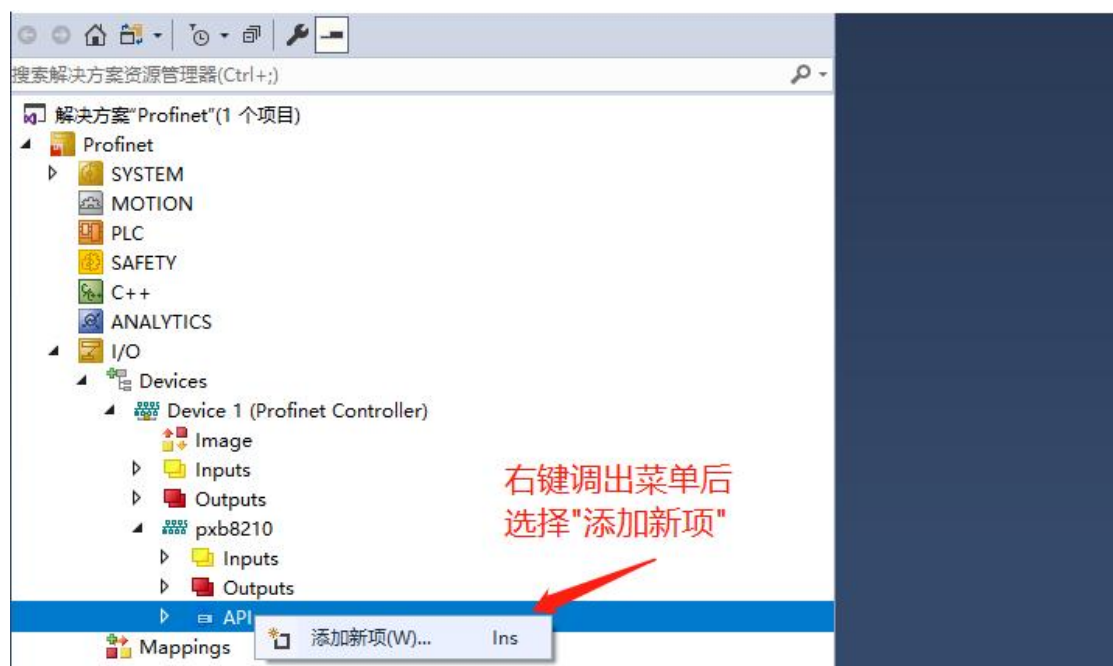 搜索解决方案资源管理器(Ctrl+;)
解决方案"Profinet"(1 个项目)
Profinet
SYSTEM
MOTION
PLC
SAFETY
C++
ANALYTICS
I/O
Devices
Device 1 (Profinet Controller)
Image
Inputs
Outputs
pxb8210
Inputs
Outputs
API
Mappings
右键调出菜单后
选择"添加新项"
添加新项(W)... Ins